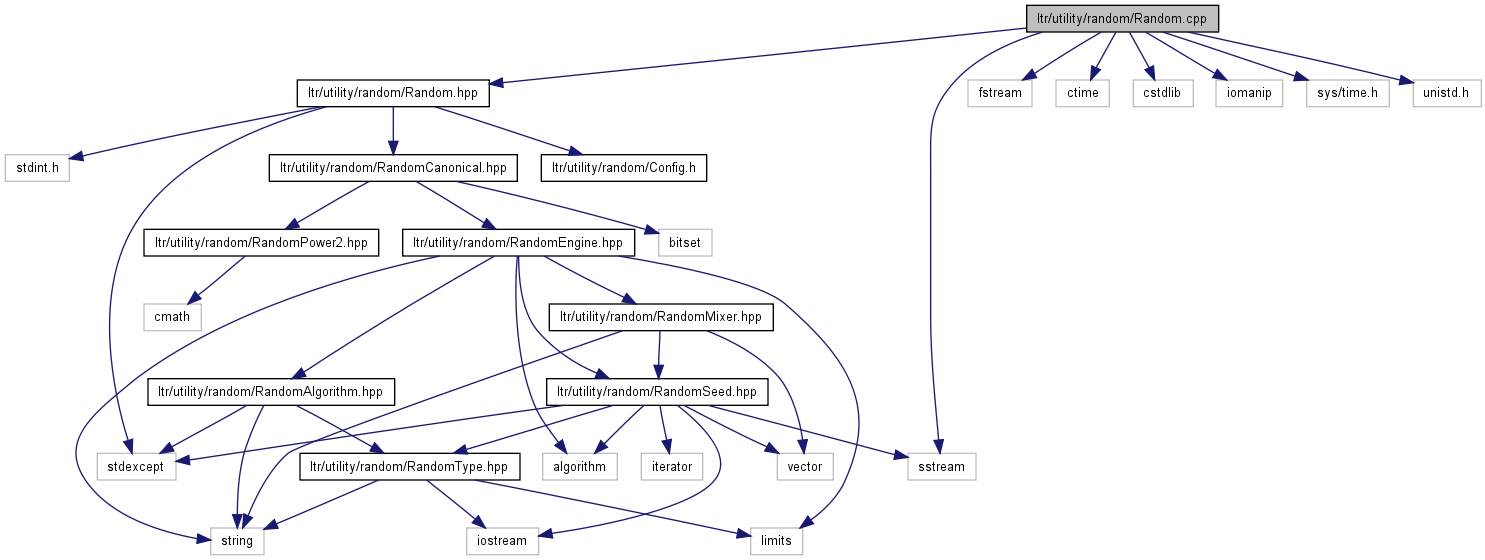 ltr/utility/random/Random.cpp
ltr/utility/random/Random.hpp
fstream
ctime
cstdlib
iomanip
sys/time.h
unistd.h
stdint.h
ltr/utility/random/RandomCanonical.hpp
ltr/utility/random/Config.h
ltr/utility/random/RandomPower2.hpp
ltr/utility/random/RandomEngine.hpp
bitset
cmath
ltr/utility/random/RandomMixer.hpp
ltr/utility/random/RandomAlgorithm.hpp
ltr/utility/random/RandomSeed.hpp
stdexcept
ltr/utility/random/RandomType.hpp
algorithm
iterator
vector
sstream
string
iostream
limits